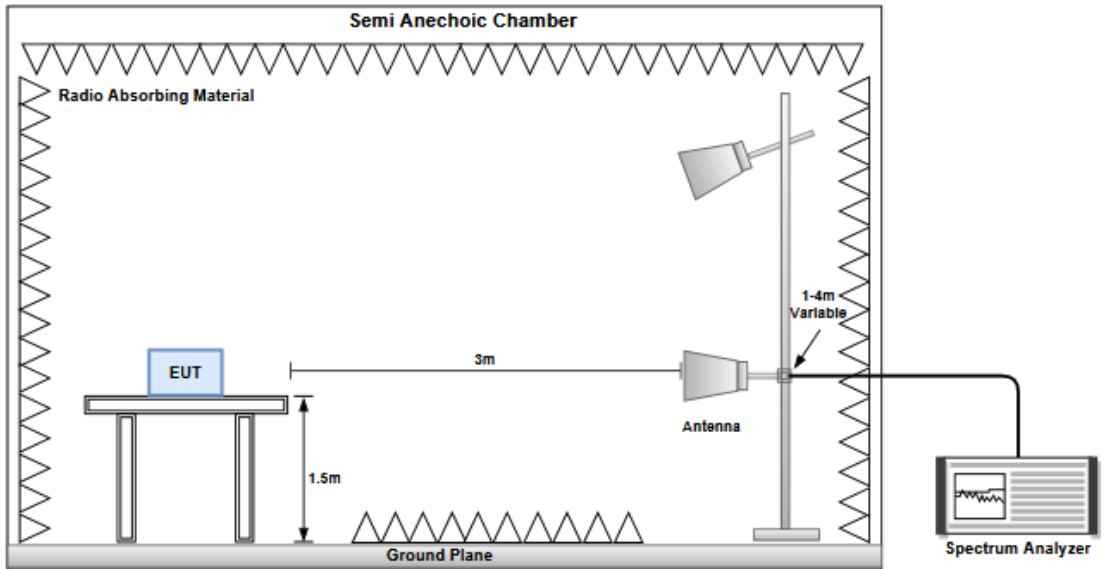 Semi Anechoic Chamber
Radio Absorbing Material
1-4m
Variable
3m
EUT
Antenna
1.5m
Ground Plane
Spectrum Analyzer